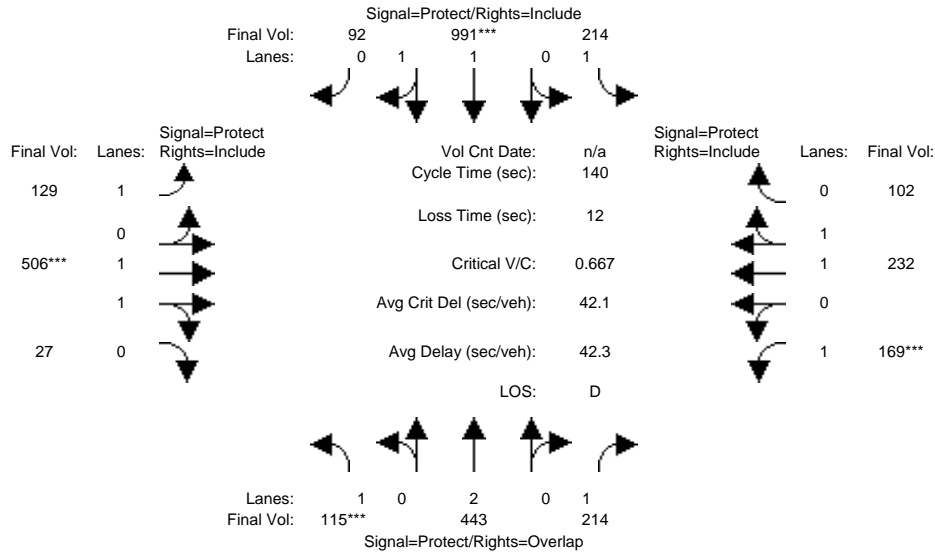 Signal=Protect/Rights=Include
Final Vol: 92 991*** 214
Lanes: 0 1 1 0 1
Signal=Protect
Final Vol: Lanes: Rights=Include
Vol Cnt Date: n/a
Signal=Protect
Rights=Include Lanes: Final Vol:
Cycle Time (sec): 140
129 1
0 102
Loss Time (sec): 12
0
1
506*** 1
Critical V/C: 0.667
1 232
1
Avg Crit Del (sec/veh): 42.1
0
27 0
Avg Delay (sec/veh): 42.3
1 169***
LOS: D
Lanes: 1 0 2 0 1
Final Vol: 115*** 443 214
Signal=Protect/Rights=Overlap